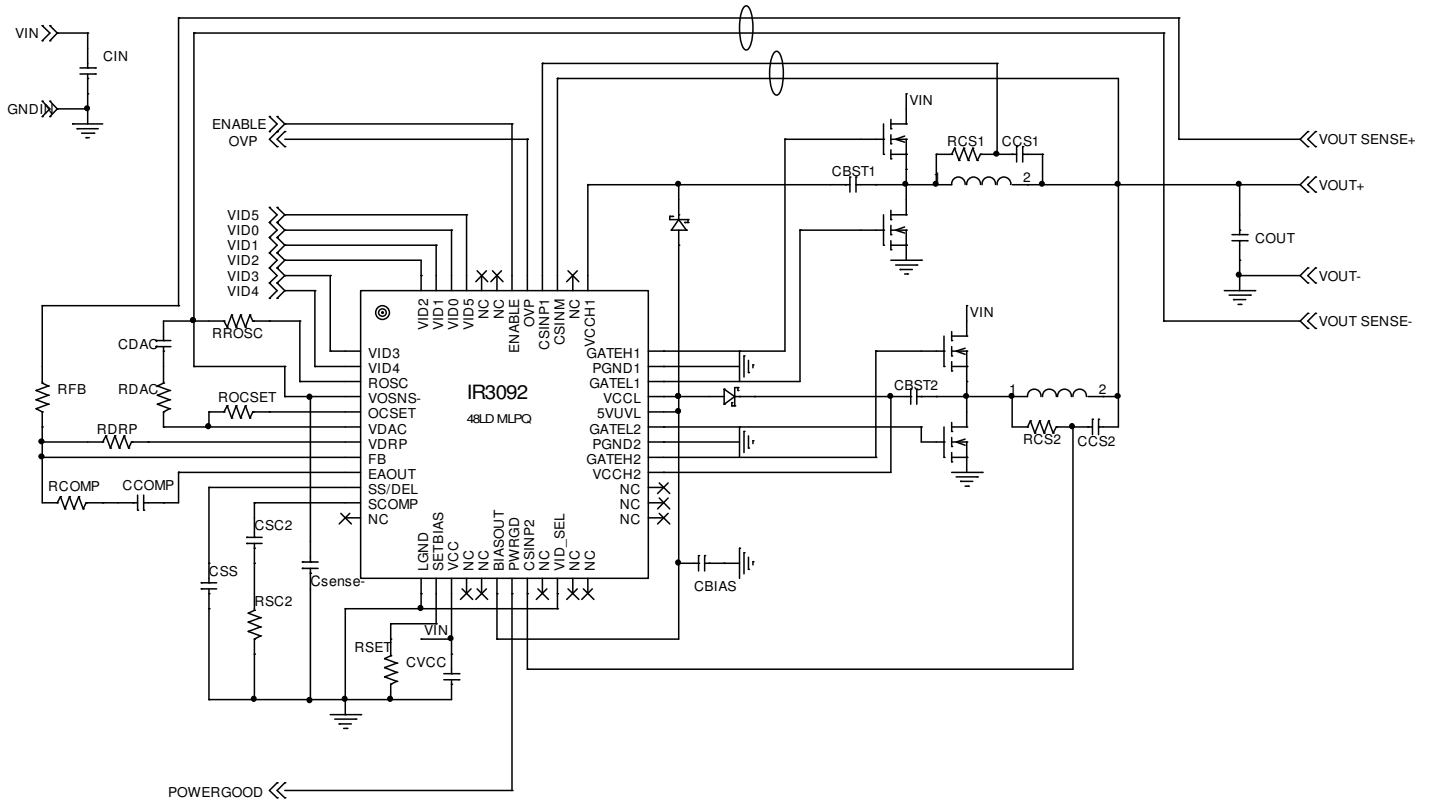 VIN
CIN
GNDIN
ENABLE
OVP
VID5
VID0
VID1
VID2
VID3
VID4
VIN
RCS1
CCS1
VOUT SENSE+
CBST1
1
2
VOUT+
COUT
VOUT-
VOUT SENSE-
VID2
VID1
VID0
VID5
NC
NC
ENABLE
OVP
CSINP1
CSINM
NC
VCCH1
RROSC
CDAC
RDAC
ROCSET
RFB
RDRP
RCOMP
CCOMP
VID3
VID4
ROSC
VOSNS-
OCSET
VDAC
VDRP
FB
EAOUT
SS/DEL
SCOMP
NC
IR3092
48LD MLPQ
GATEH1
PGND1
GATEL1
VCCL
5VUVL
GATEL2
PGND2
GATEH2
VCCH2
NC
NC
NC
VIN
CBST2
1
2
RCS2
CCS2
LGND
SETBIAS
VCC
NC
NC
BIASOUT
PWRGD
CSINP2
NC
VID_SEL
NC
NC
CSC2
CSS
Csense-
RSC2
CBIAS
VIN
RSET
CVCC
POWERGOOD